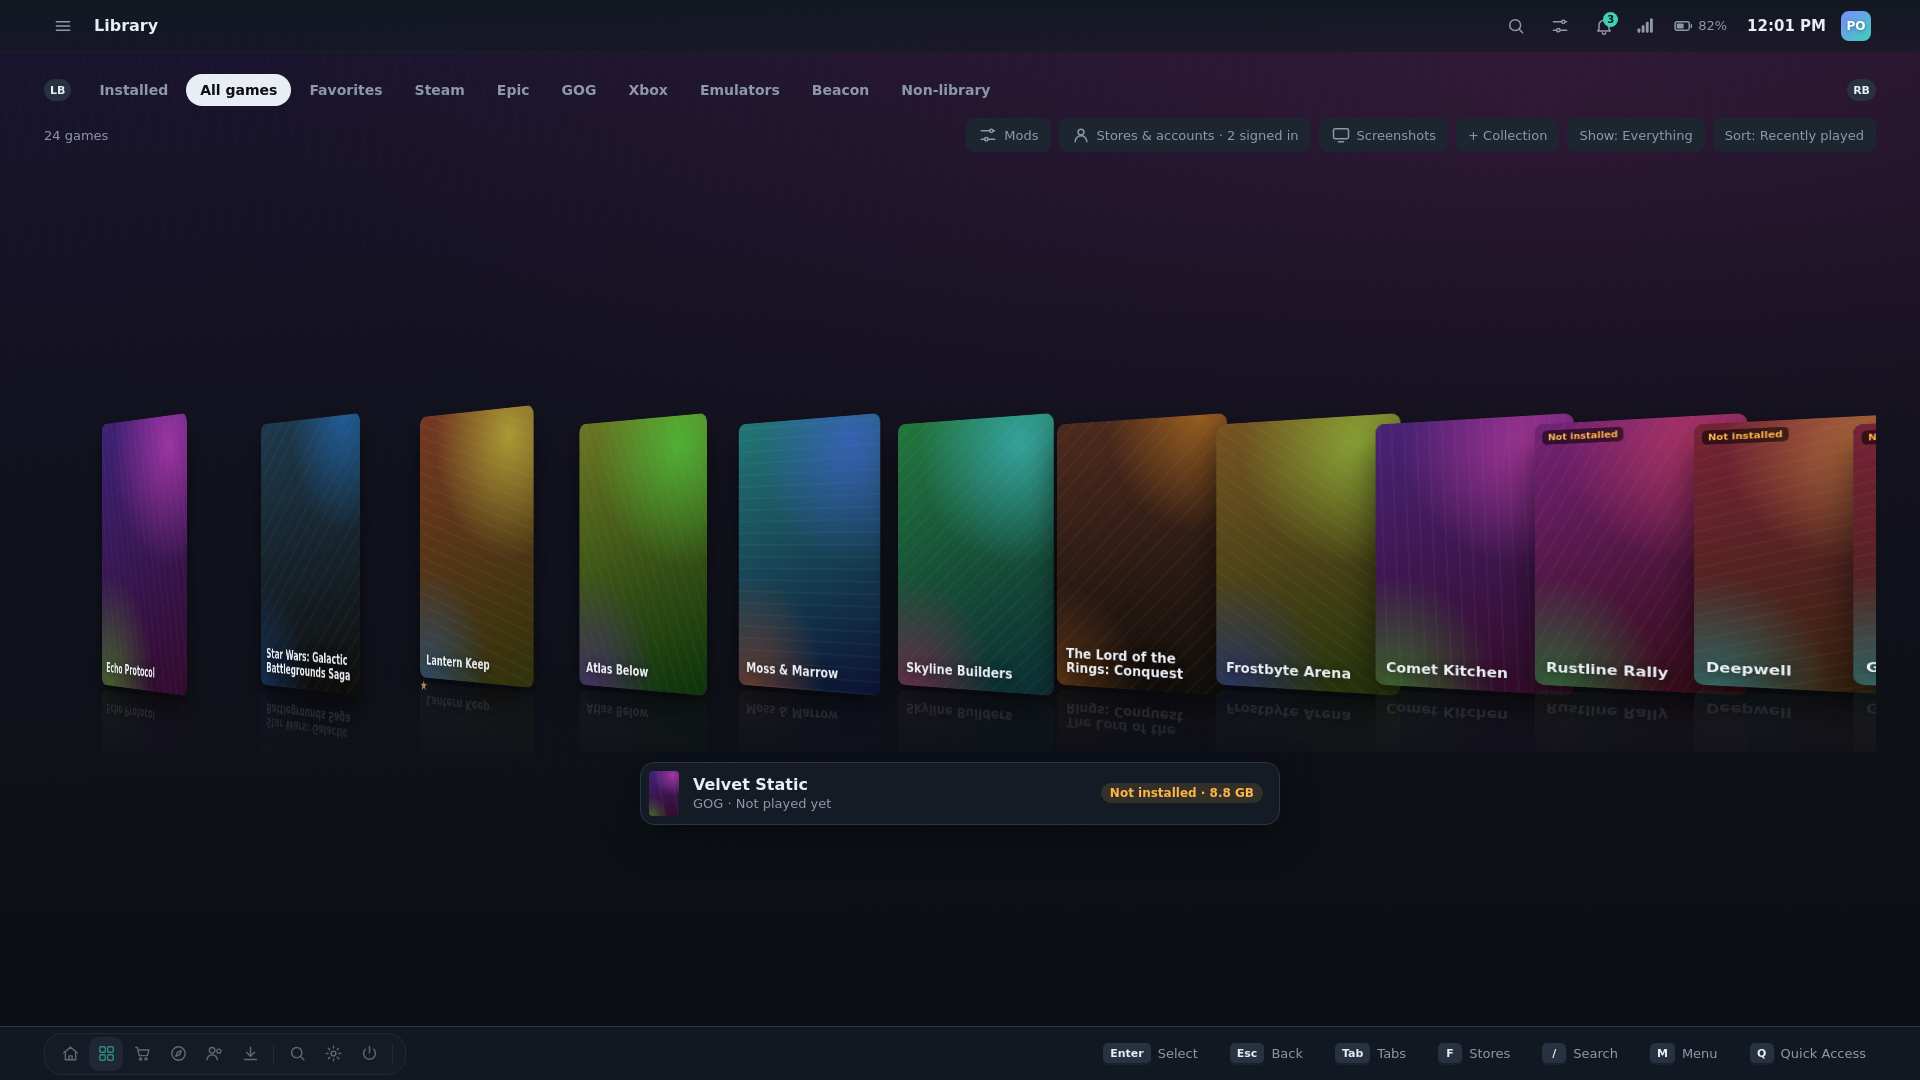 Library
3
82%
12:01 PM
PO
LB
Installed
All games
Favorites
Steam
Epic
GOG
Xbox
Emulators
Beacon
Non-library
RB
24 games
Mods
Stores & accounts · 2 signed in
Screenshots
+ Collection
Show: Everything
Sort: Recently played
Not installed
Not installed
N
Echo Protocol
Star Wars: Galactic
Battlegrounds Saga
Lantern Keep
Atlas Below
Moss & Marrow
Skyline Builders
The Lord of the
Rings: Conquest
Frostbyte Arena
Comet Kitchen
Rustline Rally
Deepwell
G
Velvet Static
GOG · Not played yet
Not installed · 8.8 GB
Enter Select
Esc Back
Tab Tabs
F Stores
/ Search
M Menu
Q Quick Access